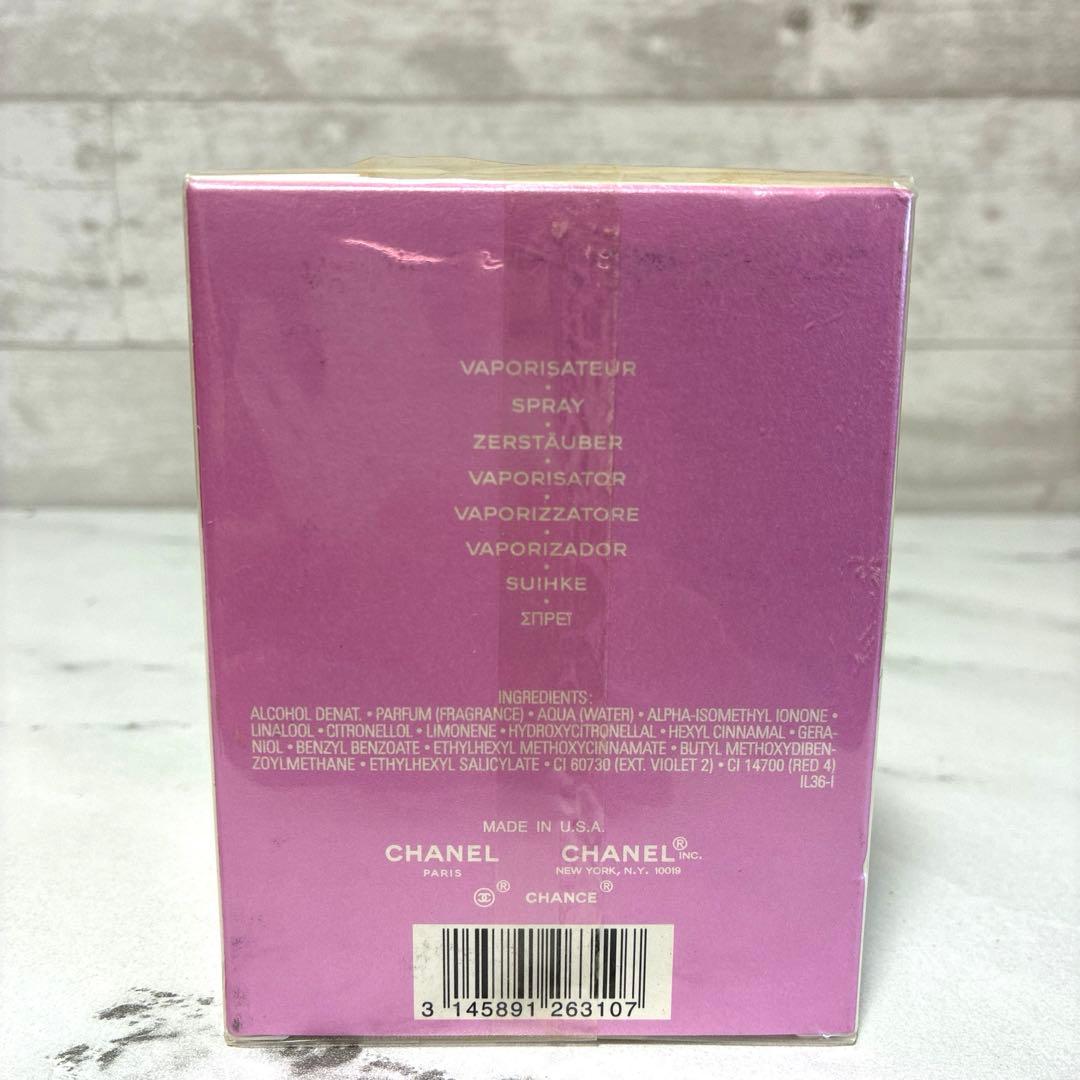 VAPORISATEUR
•
SPRAY
•
ZERSTÄUBER
•
VAPORISATOR
•
VAPORIZZATORE
•
VAPORIZADOR
•
SUIHKE
•
ΣΠΡΕΪ
INGREDIENTS:
ALCOHOL DENAT. • PARFUM (FRAGRANCE) • AQUA (WATER) • ALPHA-ISOMETHYL IONONE •
LINALOOL • CITRONELLOL • LIMONENE • HYDROXYCITRONELLAL • HEXYL CINNAMAL • GERA-
NIOL • BENZYL BENZOATE • ETHYLHEXYL METHOXYCINNAMATE • BUTYL METHOXYDIBEN-
ZOYLMETHANE • ETHYLHEXYL SALICYLATE • CI 60730 (EXT. VIOLET 2) • CI 14700 (RED 4)
IL36-I
MADE IN U.S.A.
CHANEL CHANEL® INC.
PARIS NEW YORK, N.Y. 10019
® CHANCE®
3 145891 263107